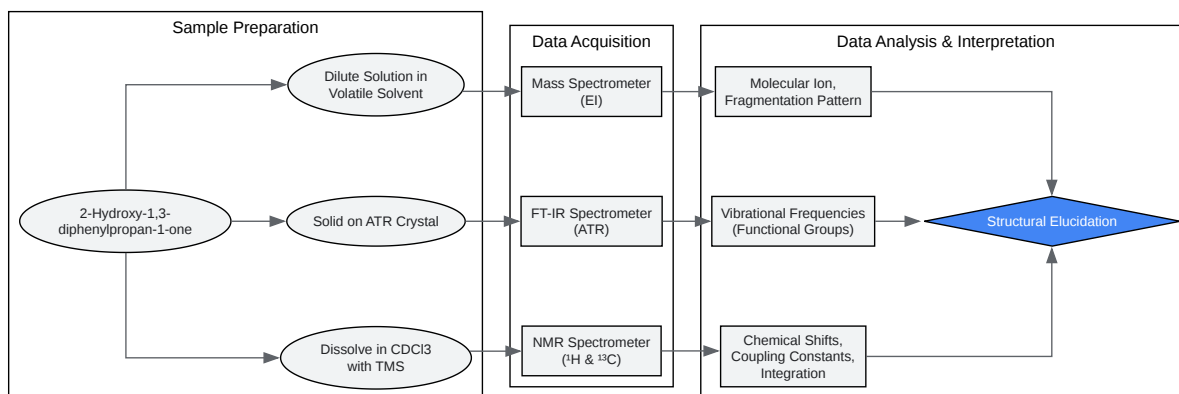 Sample Preparation
Data Acquisition
Data Analysis & Interpretation
Dilute Solution in
Volatile Solvent
Mass Spectrometer
(EI)
Molecular Ion,
Fragmentation Pattern
2-Hydroxy-1,3-
diphenylpropan-1-one
Solid on ATR Crystal
FT-IR Spectrometer
(ATR)
Vibrational Frequencies
(Functional Groups)
Structural Elucidation
Dissolve in CDCl3
with TMS
NMR Spectrometer
(¹H & ¹³C)
Chemical Shifts,
Coupling Constants,
Integration